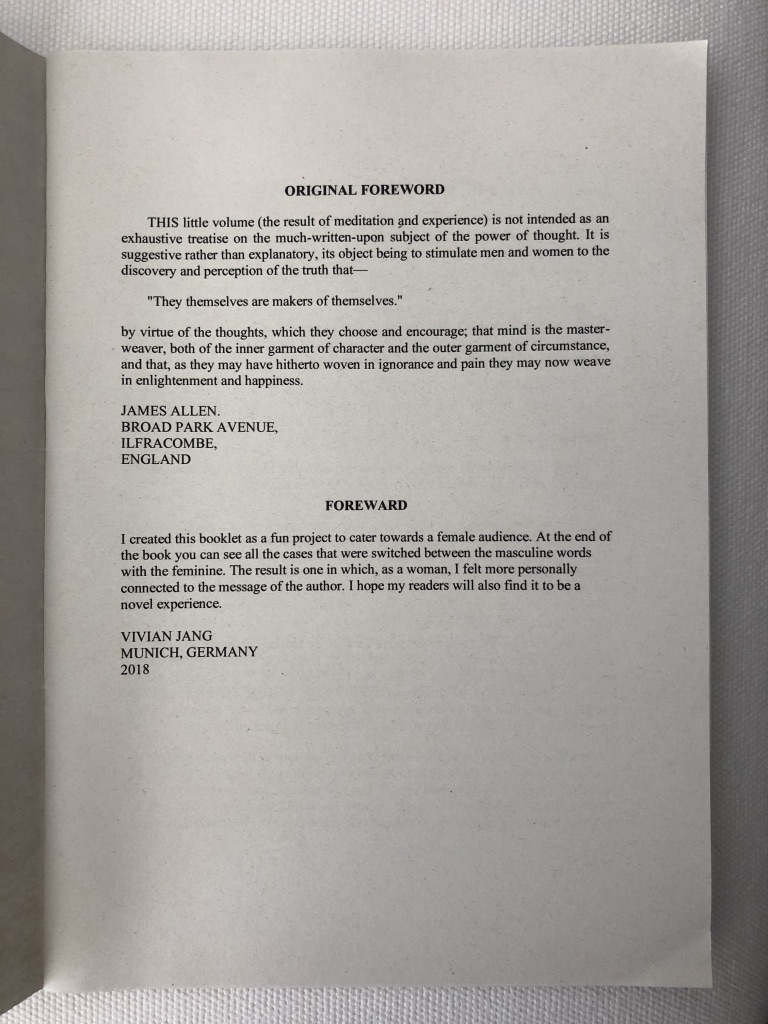 ORIGINAL FOREWORD
THIS little volume (the result of meditation and experience) is not intended as an
exhaustive treatise on the much-written-upon subject of the power of thought. It is
suggestive rather than explanatory, its object being to stimulate men and women to the
discovery and perception of the truth that—
"They themselves are makers of themselves."
by virtue of the thoughts, which they choose and encourage; that mind is the master-
weaver, both of the inner garment of character and the outer garment of circumstance,
and that, as they may have hitherto woven in ignorance and pain they may now weave
in enlightenment and happiness.
JAMES ALLEN.
BROAD PARK AVENUE,
ILFRACOMBE,
ENGLAND
FOREWARD
I created this booklet as a fun project to cater towards a female audience. At the end of
the book you can see all the cases that were switched between the masculine words
with the feminine. The result is one in which, as a woman, I felt more personally
connected to the message of the author. I hope my readers will also find it to be a
novel experience.
VIVIAN JANG
MUNICH, GERMANY
2018